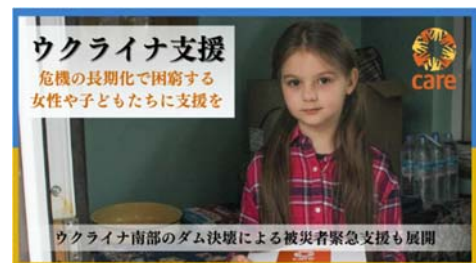 ウクライナ支援
危機の長期化で困窮する
女性や子どもたちに支援を
care
ウクライナ南部のダム決壊による被災者緊急支援も展開